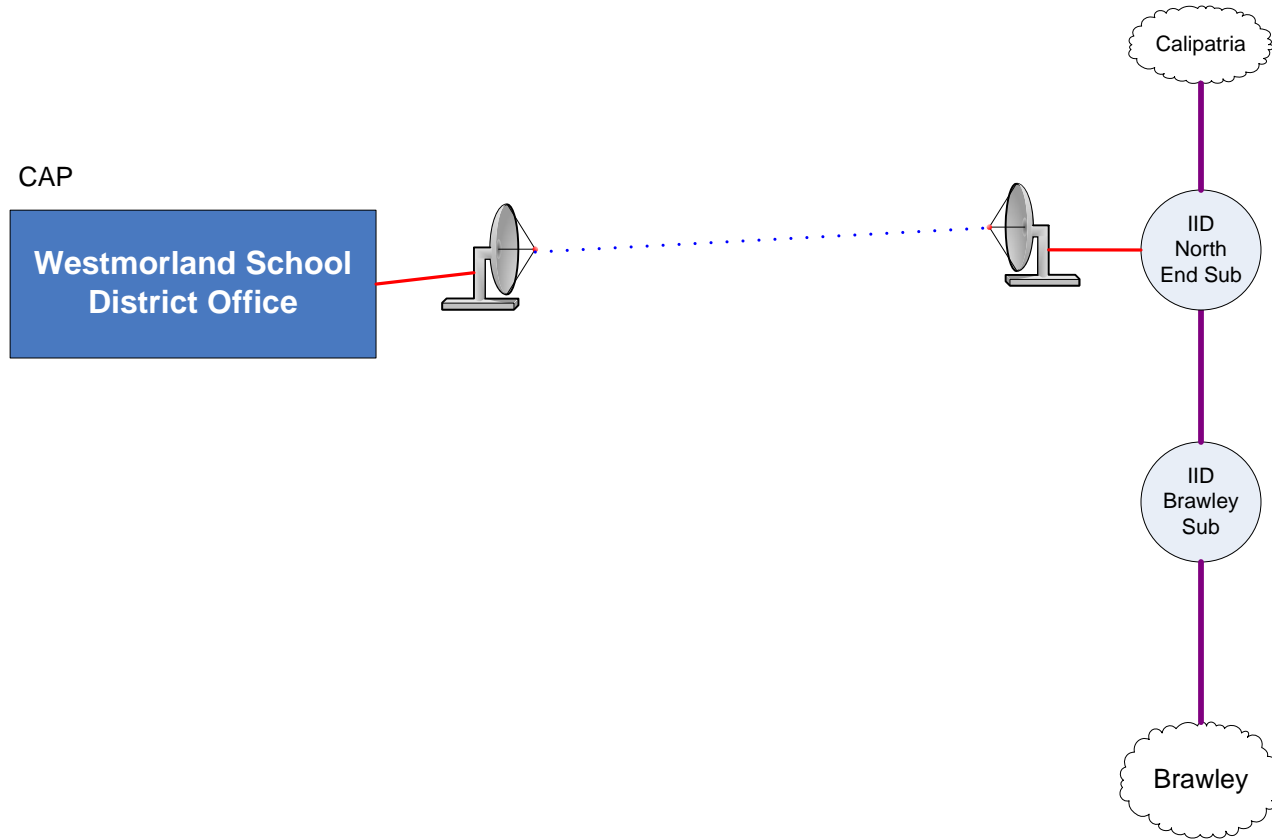 Calipatria
CAP
Westmorland School
District Office
IID
North
End Sub
IID
Brawley
Sub
Brawley